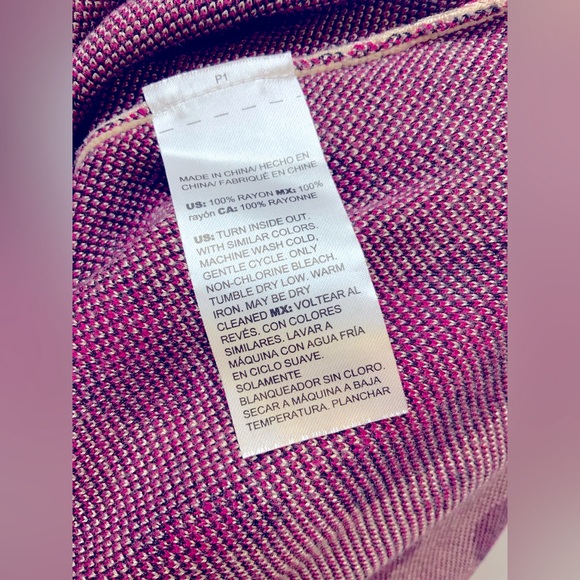 P1
MADE IN CHINA/ HECHO EN
CHINA/ FABRIQUÉ EN CHINE
US: 100% RAYON MX: 100%
rayón CA: 100% RAYONNE
US: TURN INSIDE OUT.
WITH SIMILAR COLORS.
MACHINE WASH COLD,
GENTLE CYCLE. ONLY
NON-CHLORINE BLEACH.
TUMBLE DRY LOW. WARM
IRON. MAY BE DRY
CLEANED MX: VOLTEAR AL
REVÉS. CON COLORES
SIMILARES. LAVAR A
MÁQUINA CON AGUA FRÍA
EN CICLO SUAVE.
SOLAMENTE
BLANQUEADOR SIN CLORO.
SECAR A MÁQUINA A BAJA
TEMPERATURA. PLANCHAR